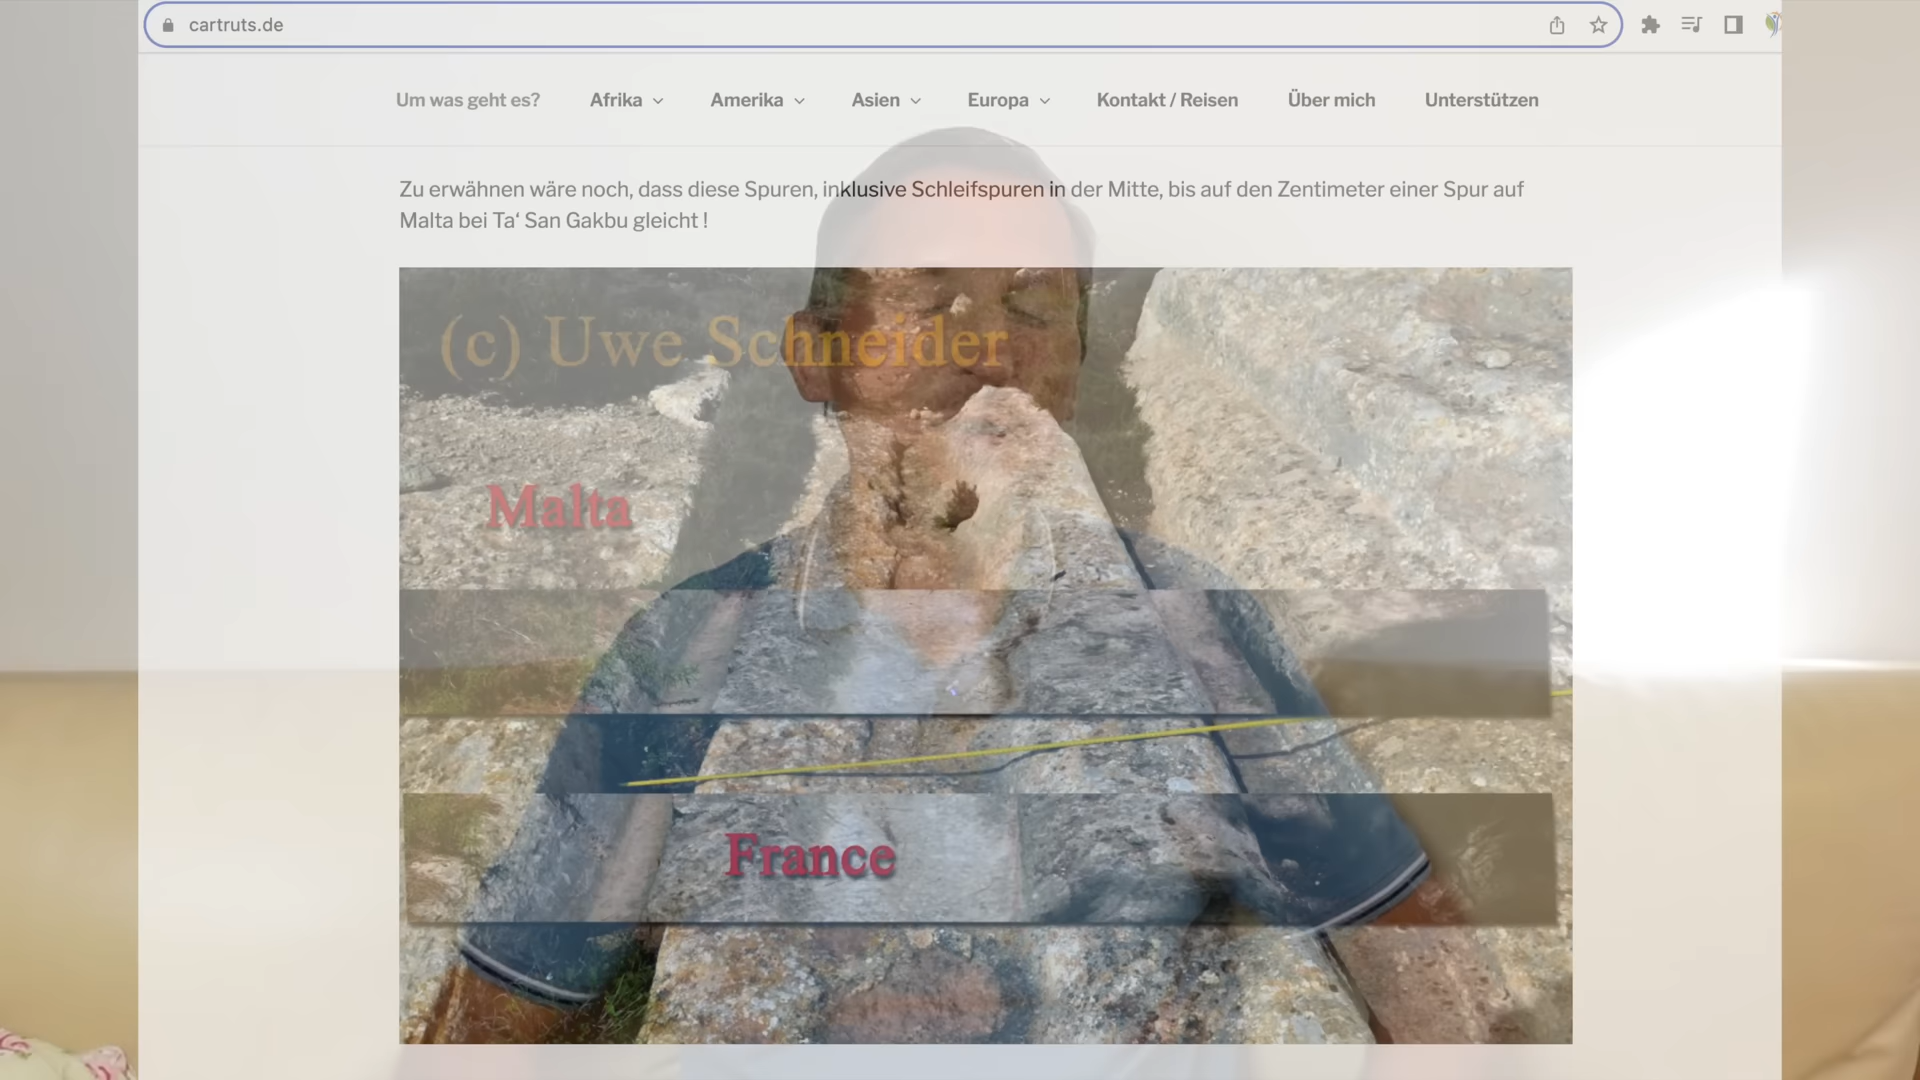 cartruts.de
Um was geht es? Afrika Amerika Asien Europa Kontakt / Reisen Über mich Unterstützen
Zu erwähnen wäre noch, dass diese Spuren, inklusive Schleifspuren in der Mitte, bis auf den Zentimeter einer Spur auf
Malta bei Ta‘ San Gakbu gleicht !
(c) Uwe Schneider
Malta
France